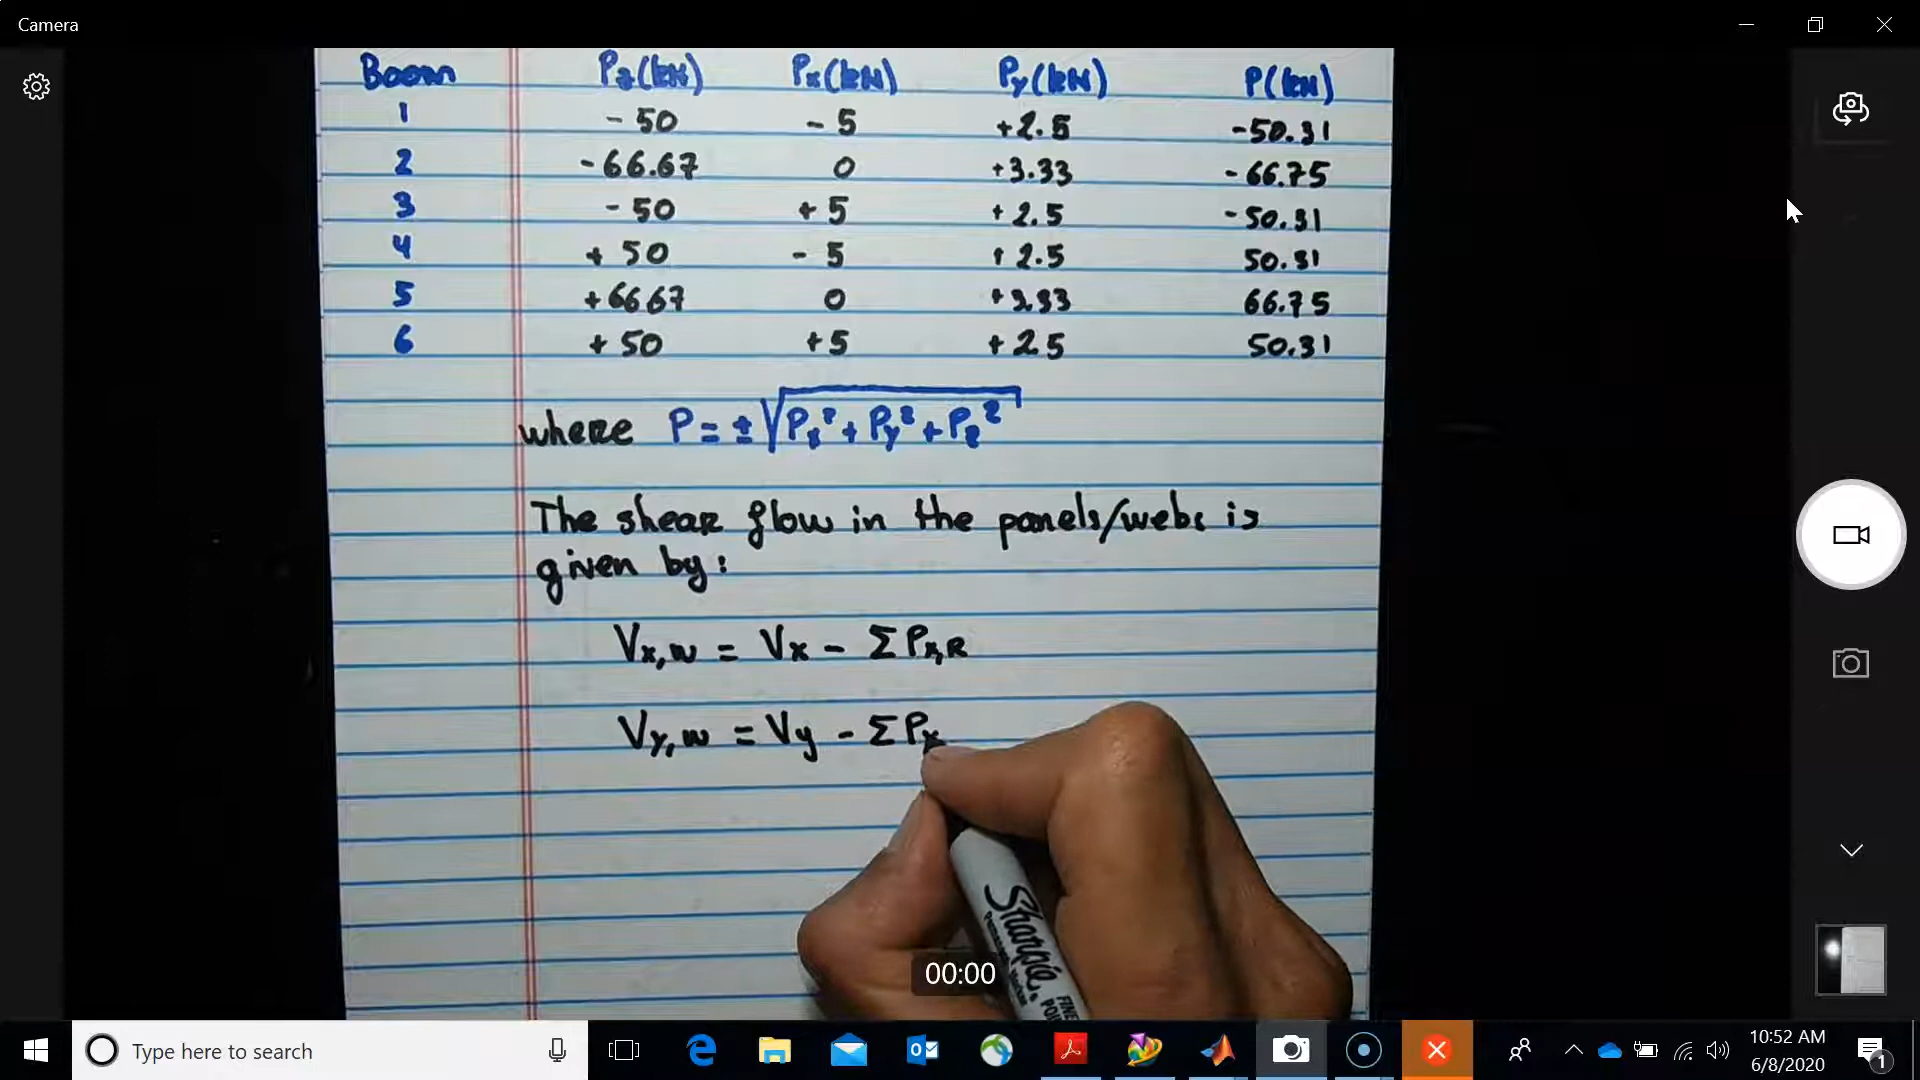 Camera
Boom Pz(kN) Px(kN) Py(kN) P(kN)
1 -50 -5 +2.5 -50.31
2 -66.67 0 +3.33 -66.75
3 -50 +5 +2.5 -50.31
4 +50 -5 +2.5 50.31
5 +66.67 0 +3.33 66.75
6 +50 +5 +2.5 50.31
where P = ±√Px² + Py² + Pz²
The shear flow in the panels/webs is
given by:
Vx,w = Vx - ΣPx,R
Vy,w = Vy - ΣPy
Sharpie.
FINE
00:00
Type here to search
10:52 AM
6/8/2020
1